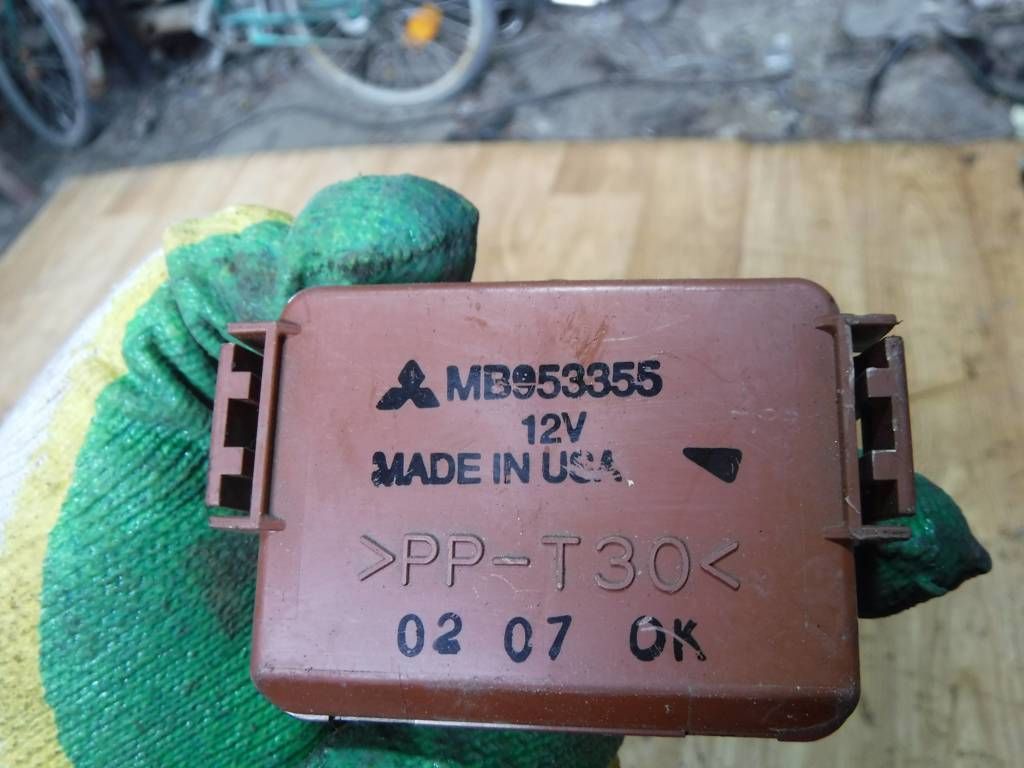 MB953355
12V
MADE IN USA
>PP-T30<
02 07 OK